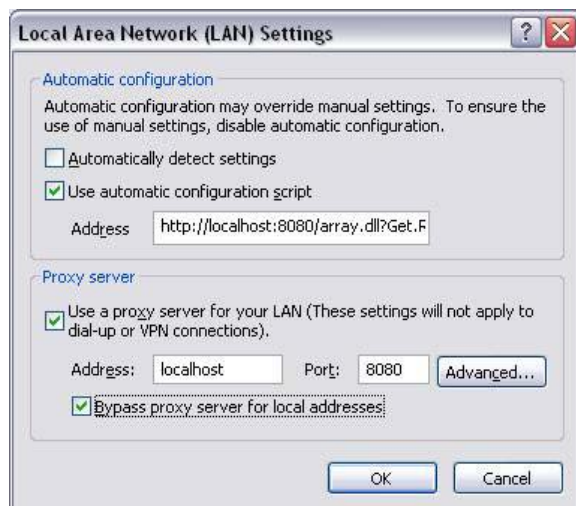 Local Area Network (LAN) Settings
Automatic configuration
Automatic configuration may override manual settings. To ensure the
use of manual settings, disable automatic configuration.
Automatically detect settings
Use automatic configuration script
Address http://localhost:8080/array.dll?Get.F
Proxy server
Use a proxy server for your LAN (These settings will not apply to
dial-up or VPN connections).
Address: localhost Port: 8080 Advanced...
Bypass proxy server for local addresses
OK Cancel